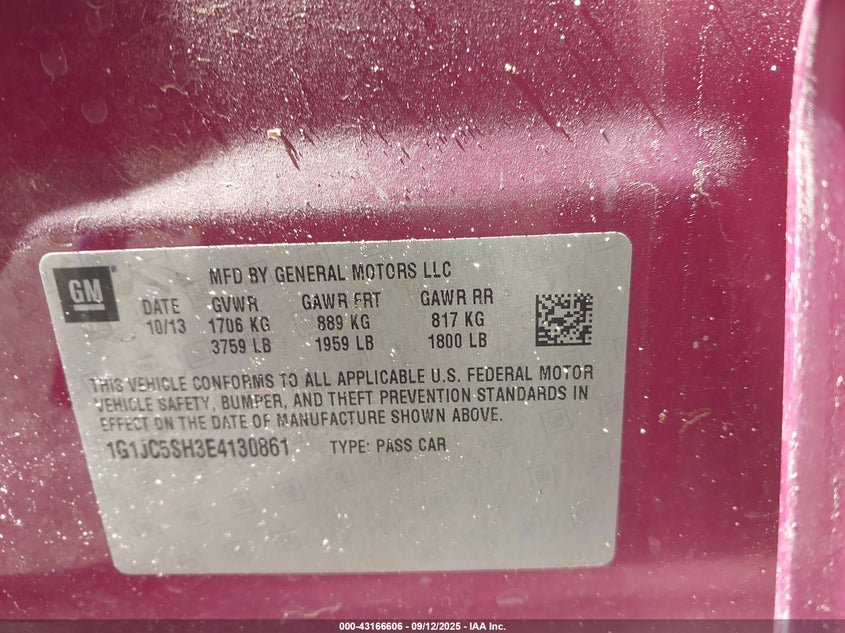 GM
MFD BY GENERAL MOTORS LLC
DATE GVWR GAWR FRT GAWR RR
10/13 1706 KG 889 KG 817 KG
3759 LB 1959 LB 1800 LB
THIS VEHICLE CONFORMS TO ALL APPLICABLE U.S. FEDERAL MOTOR
VEHICLE SAFETY, BUMPER, AND THEFT PREVENTION STANDARDS IN
EFFECT ON THE DATE OF MANUFACTURE SHOWN ABOVE.
1G1JC5SH3E4130861 TYPE: PASS CAR
000-43166606 - 09/12/2025 - IAA Inc.